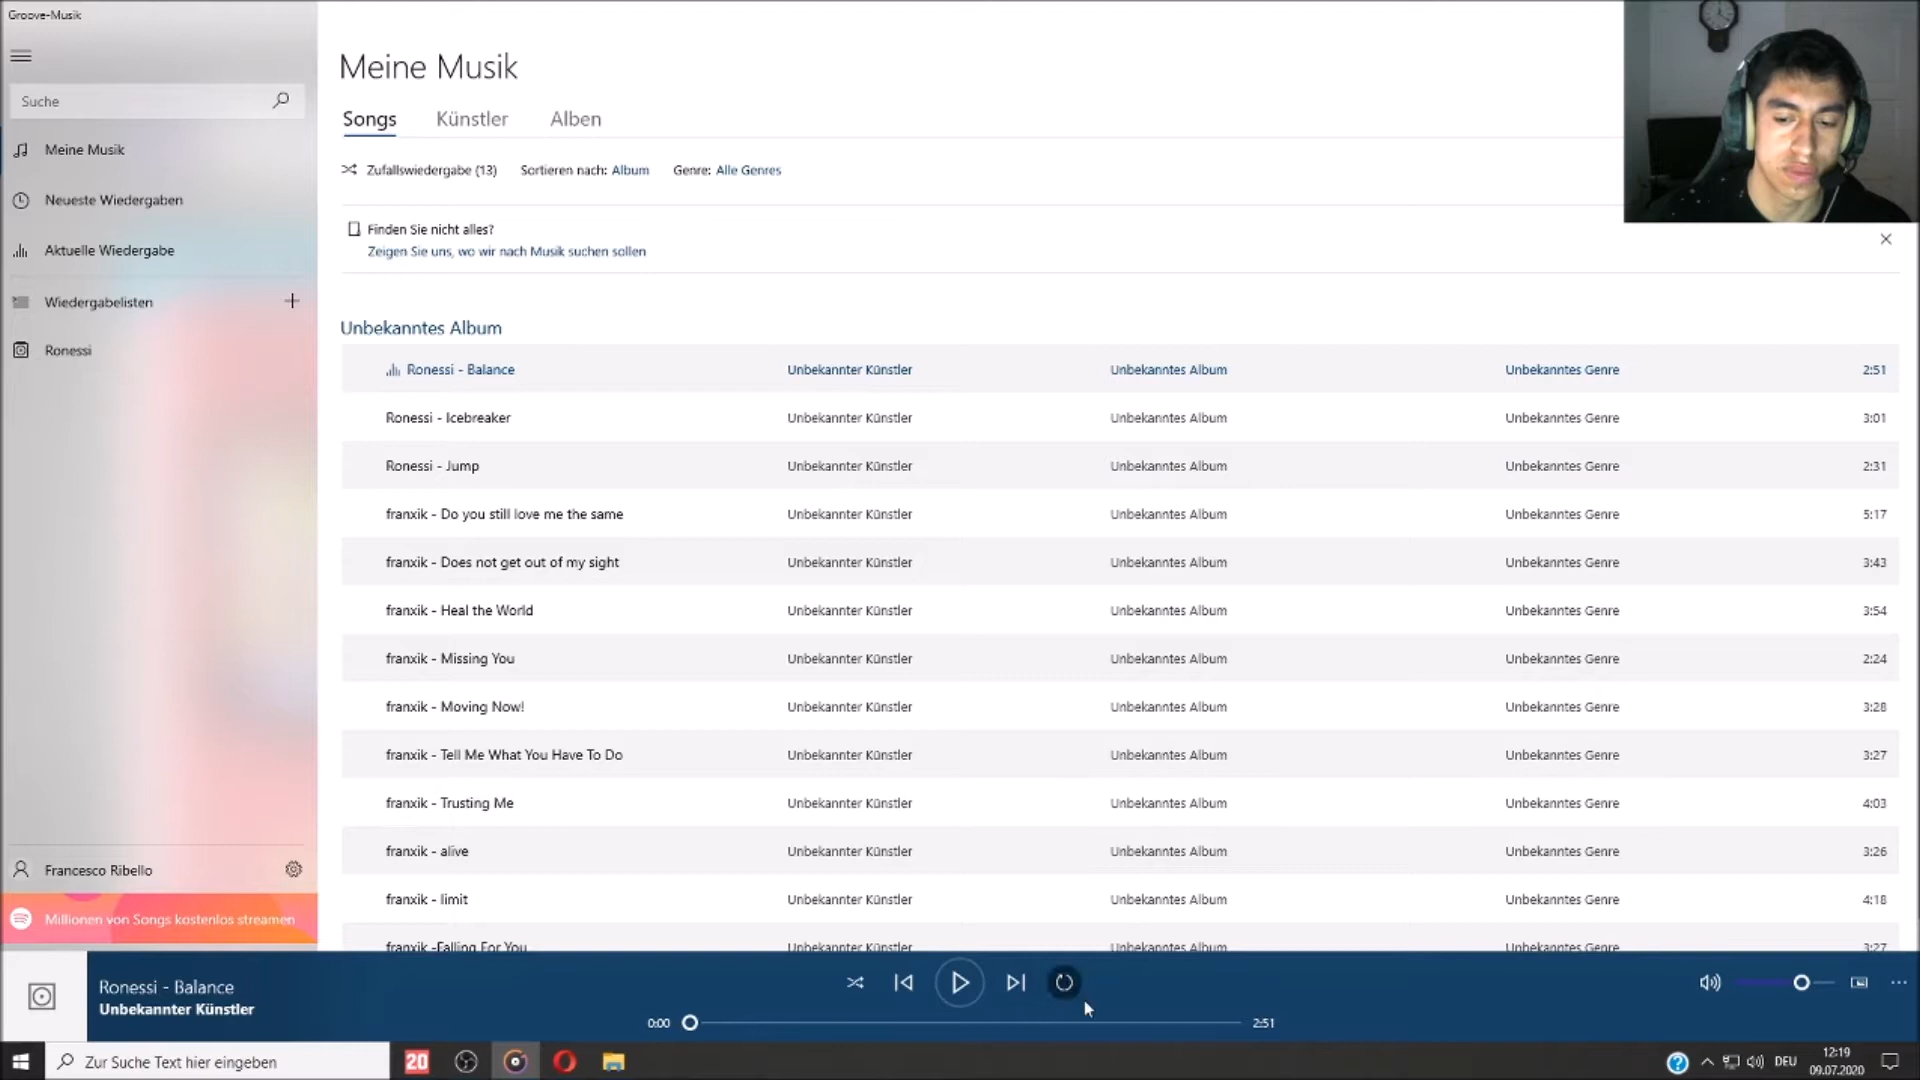 Groove-Musik
Suche
Meine Musik
Neueste Wiedergaben
Aktuelle Wiedergabe
Wiedergabelisten
Ronessi
Francesco Ribello
Millionen von Songs kostenlos streamen
Meine Musik
Songs Künstler Alben
Zufallswiedergabe (13) Sortieren nach: Album Genre: Alle Genres
Finden Sie nicht alles?
Zeigen Sie uns, wo wir nach Musik suchen sollen
Unbekanntes Album
Ronessi - Balance Unbekannter Künstler Unbekanntes Album Unbekanntes Genre 2:51
Ronessi - Icebreaker Unbekannter Künstler Unbekanntes Album Unbekanntes Genre 3:01
Ronessi - Jump Unbekannter Künstler Unbekanntes Album Unbekanntes Genre 2:31
franxik - Do you still love me the same Unbekannter Künstler Unbekanntes Album Unbekanntes Genre 5:17
franxik - Does not get out of my sight Unbekannter Künstler Unbekanntes Album Unbekanntes Genre 3:43
franxik - Heal the World Unbekannter Künstler Unbekanntes Album Unbekanntes Genre 3:54
franxik - Missing You Unbekannter Künstler Unbekanntes Album Unbekanntes Genre 2:24
franxik - Moving Now! Unbekannter Künstler Unbekanntes Album Unbekanntes Genre 3:28
franxik - Tell Me What You Have To Do Unbekannter Künstler Unbekanntes Album Unbekanntes Genre 3:27
franxik - Trusting Me Unbekannter Künstler Unbekanntes Album Unbekanntes Genre 4:03
franxik - alive Unbekannter Künstler Unbekanntes Album Unbekanntes Genre 3:26
franxik - limit Unbekannter Künstler Unbekanntes Album Unbekanntes Genre 4:18
franxik -Falling For You Unbekannter Künstler Unbekanntes Album Unbekanntes Genre 3:27
Ronessi - Balance
Unbekannter Künstler
0:00 2:51
Zur Suche Text hier eingeben
20
DEU
12:19
09.07.2020